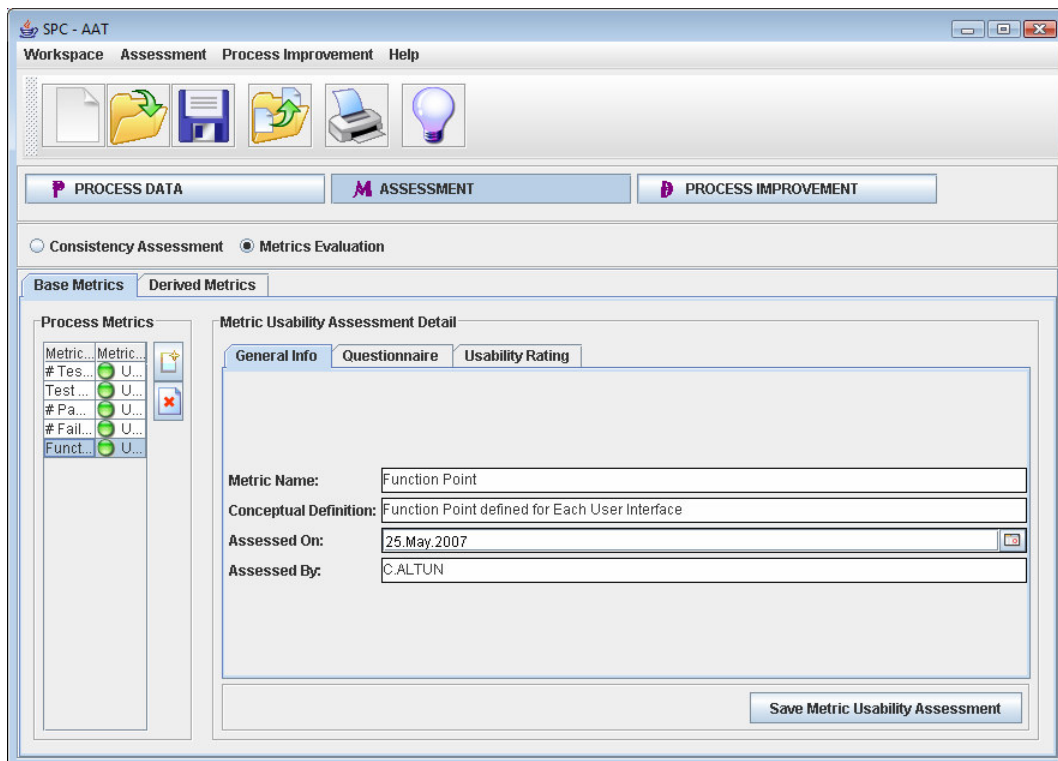 SPC - AAT
Workspace Assessment Process Improvement Help
P PROCESS DATA M ASSESSMENT PROCESS IMPROVEMENT
Consistency Assessment Metrics Evaluation
Base Metrics Derived Metrics
Process Metrics
Metric... Metric...
# Tes... U...
Test ... U...
# Pa... U...
# Fail... U...
Funct... U...
Metric Usability Assessment Detail
General Info Questionnaire Usability Rating
Metric Name: Function Point
Conceptual Definition: Function Point defined for Each User Interface
Assessed On: 25.May.2007
Assessed By: C.ALTUN
Save Metric Usability Assessment